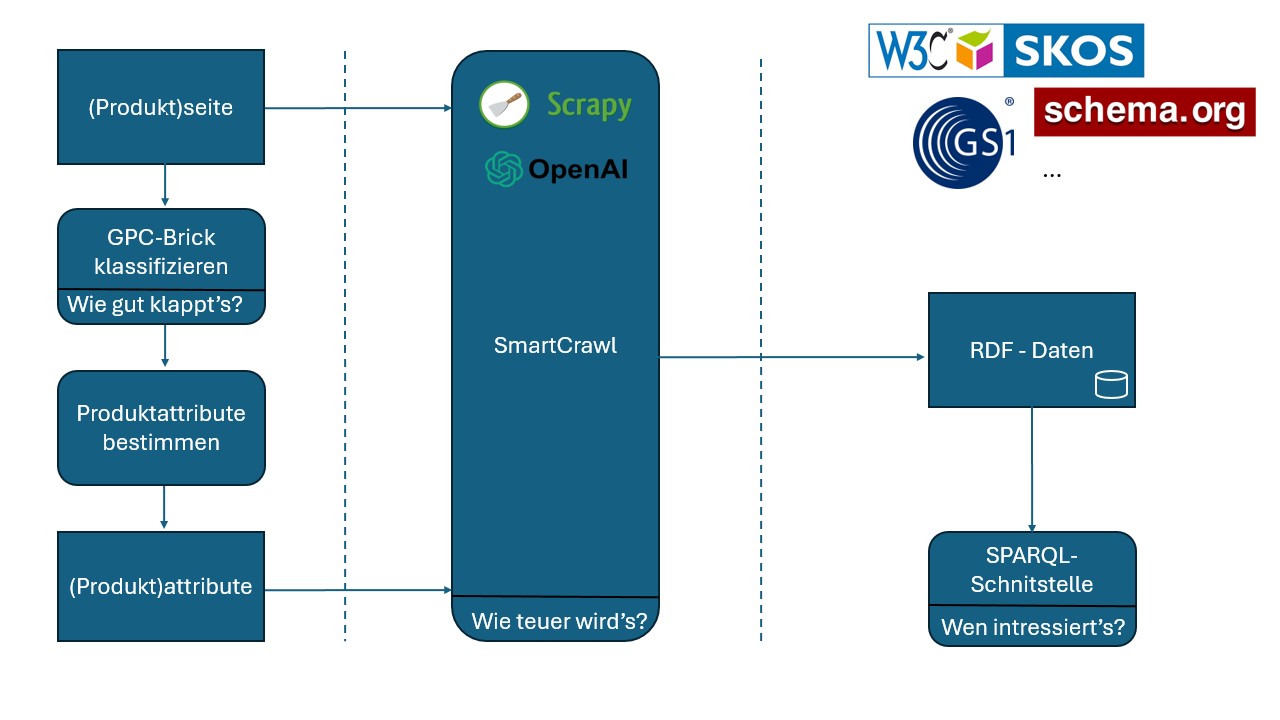 (Produkt)seite
GPC-Brick
klassifizieren
Wie gut klappt's?
Produktattribute
bestimmen
(Produkt)attribute
Scrapy
OpenAI
SmartCrawl
Wie teuer wird's?
W3C® SKOS
GS1®
schema.org
...
RDF - Daten
SPARQL-
Schnitstelle
Wen intressiert's?